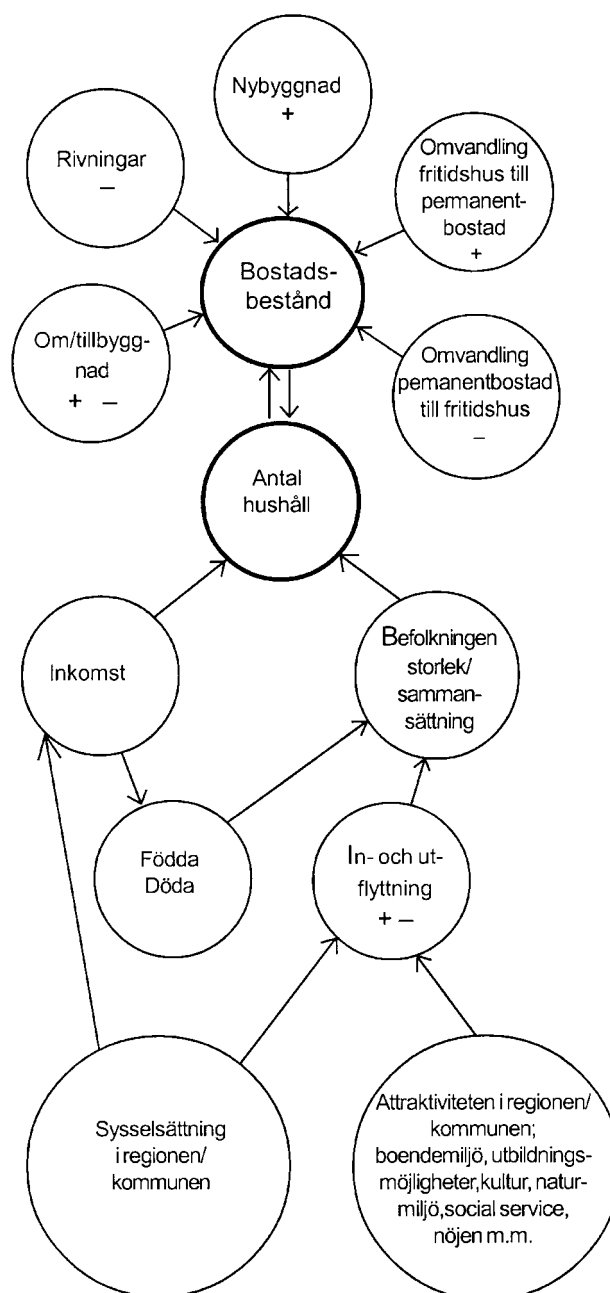 Nybyggnad
+
Rivningar
–
Omvandling
fritidshus till
permanent-
bostad
+
Bostads-
bestånd
Om/tillbygg-
nad
+ –
Omvandling
pemanentbostad
till fritidshus
–
Antal
hushåll
Inkomst
Befolkningen
storlek/
samman-
sättning
Födda
Döda
In- och ut-
flyttning
+ –
Sysselsättning
i regionen/
kommunen
Attraktiviteten i regionen/
kommunen;
boendemiljö, utbildnings-
möjligheter,kultur, natur-
miljö,social service,
nöjen m.m.